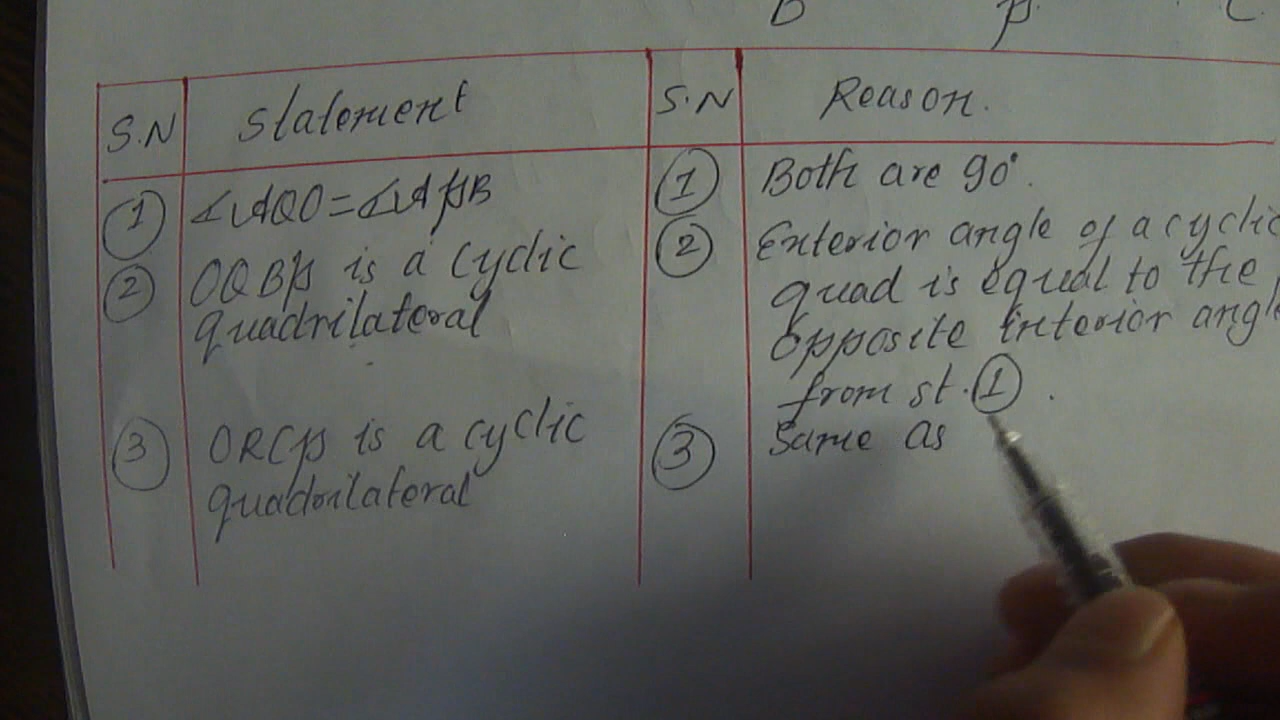 B P C
S.N Statement S.N Reason.
① ∠AQO = ∠APB ① Both are 90°.
② OQBP is a cyclic ② Exterior angle of a cyclic
quadrilateral quad is equal to the
opposite interior angle
from st. ① .
③ ORCP is a cyclic ③ Same as
quadrilateral